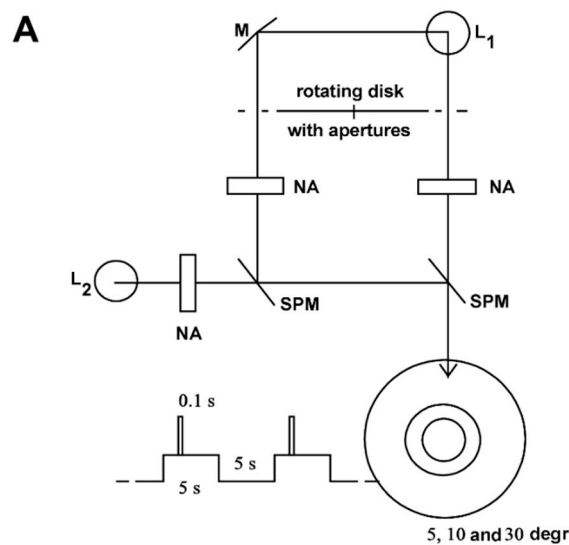 A
M
L1
rotating disk
with apertures
NA
NA
L2
SPM
SPM
NA
0.1 s
5 s
5 s
5, 10 and 30 degr